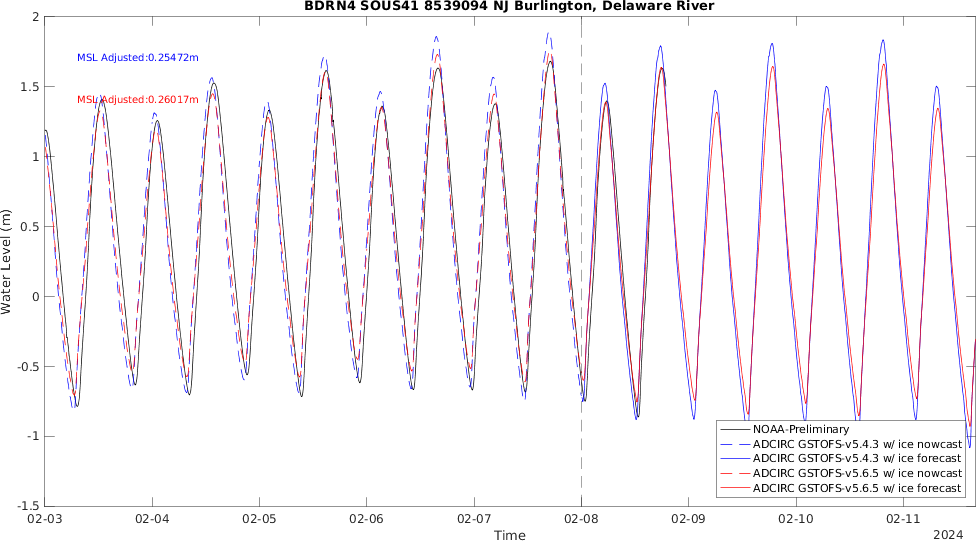 BDRN4 SOUS41 8539094 NJ Burlington, Delaware River
2
MSL Adjusted:0.25472m
1.5
MSL Adjusted:0.26017m
1
0.5
Water Level (m)
0
-0.5
-1
-1.5
NOAA-Preliminary
ADCIRC GSTOFS-v5.4.3 w/ ice nowcast
ADCIRC GSTOFS-v5.4.3 w/ ice forecast
ADCIRC GSTOFS-v5.6.5 w/ ice nowcast
ADCIRC GSTOFS-v5.6.5 w/ ice forecast
02-03 02-04 02-05 02-06 02-07 02-08 02-09 02-10 02-11
Time
2024